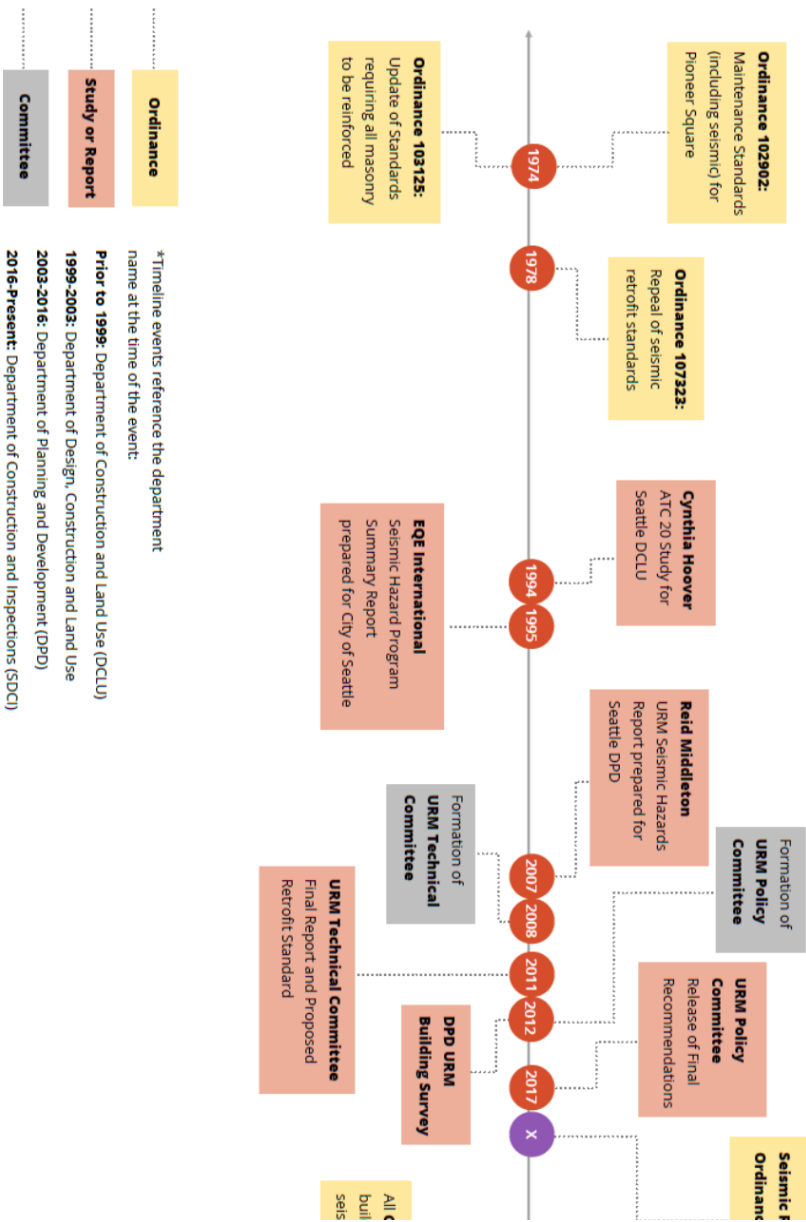 Ordinance 102902:
Maintenance Standards
(including seismic) for
Pioneer Square
Ordinance 107323:
Repeal of seismic
retrofit standards
Cynthia Hoover
ATC 20 Study for
Seattle DCLU
Reid Middleton
URM Seismic Hazards
Report prepared for
Seattle DPD
Formation of
URM Policy
Committee
URM Policy
Committee
Release of Final
Recommendations
1974
1978
1994
1995
2007
2008
2011
2012
2017
X
Ordinance 103125:
Update of Standards
requiring all masonry
to be reinforced
EQE International
Seismic Hazard Program
Summary Report
prepared for City of Seattle
Formation of
URM Technical
Committee
URM Technical Committee
Final Report and Proposed
Retrofit Standard
DPD URM
Building Survey
All
Ordinance
Study or Report
Committee
*Timeline events reference the department
name at the time of the event:
Prior to 1999: Department of Construction and Land Use (DCLU)
1999-2003: Department of Design, Construction and Land Use
2003-2016: Department of Planning and Development (DPD)
2016-Present: Department of Construction and Inspections (SDCI)